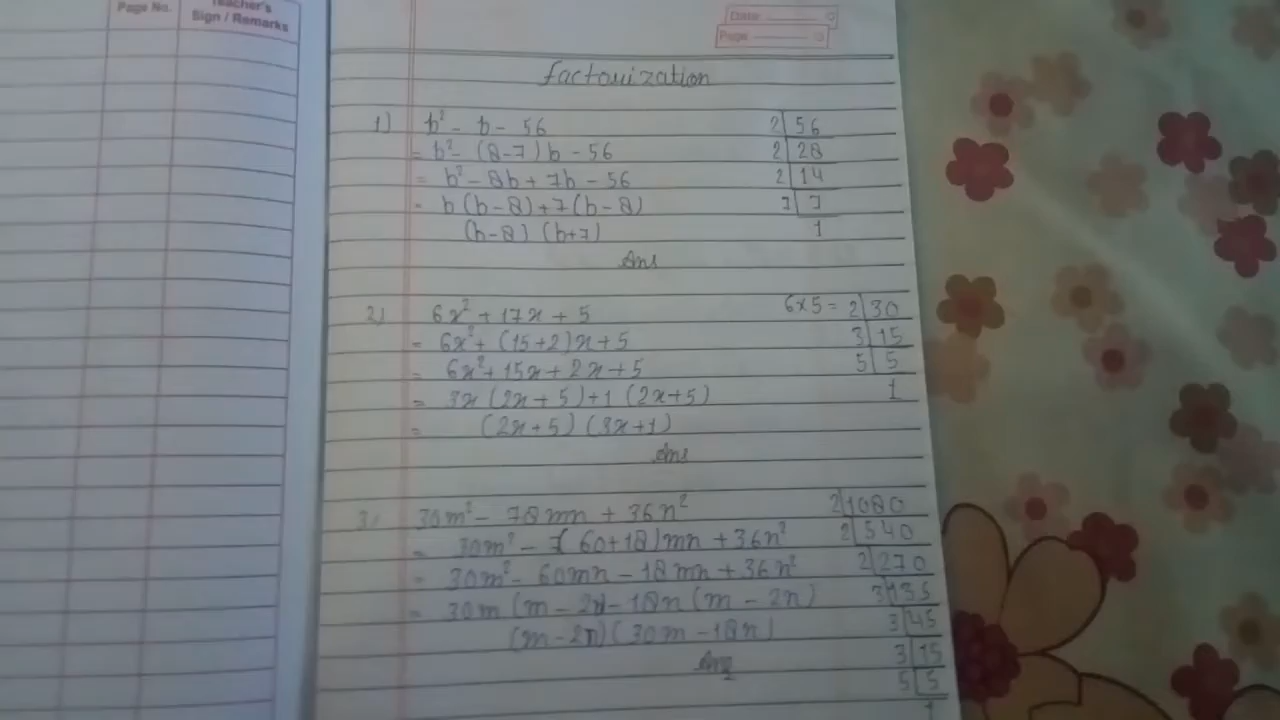 Page No.
Teacher's
Sign / Remarks
Date:
Page
factorization
1) b² - b - 56
= b² - (8-7)b - 56
= b² - 8b + 7b - 56
= b(b-8)+7(b-8)
(b-8) (b+7)
Ans
2 56
2 28
2 14
7 7
1
2) 6x² + 17x + 5
= 6x² + (15+2)x + 5
= 6x² + 15x + 2x + 5
= 3x(2x+5)+1(2x+5)
= (2x+5) (3x+1)
Ans
6×5 = 2 30
3 15
5 5
1
3. 30m² - 78mn + 36n²
= 30m² - (60+18)mn + 36n²
= 30m² - 60mn - 18mn + 36n²
= 30m (m - 2n - 18n (m - 2n)
(m-2n) (30m - 18n)
Ans
2 1080
2 540
2 270
3 135
3 45
3 15
5 5
1